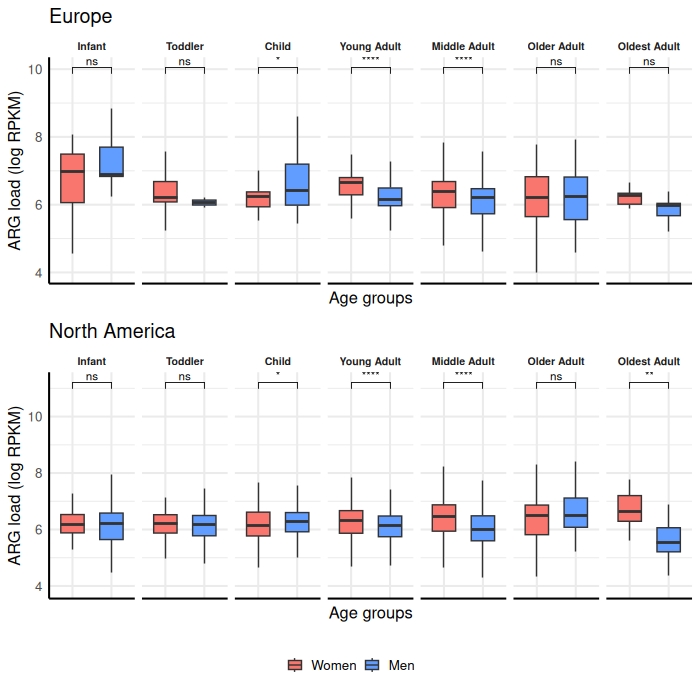 Europe
Infant Toddler Child Young Adult Middle Adult Older Adult Oldest Adult
ns ns * **** **** ns ns
10
8
6
4
ARG load (log RPKM)
Age groups
North America
Infant Toddler Child Young Adult Middle Adult Older Adult Oldest Adult
ns ns * **** **** ns **
10
8
6
4
ARG load (log RPKM)
Age groups
Women Men